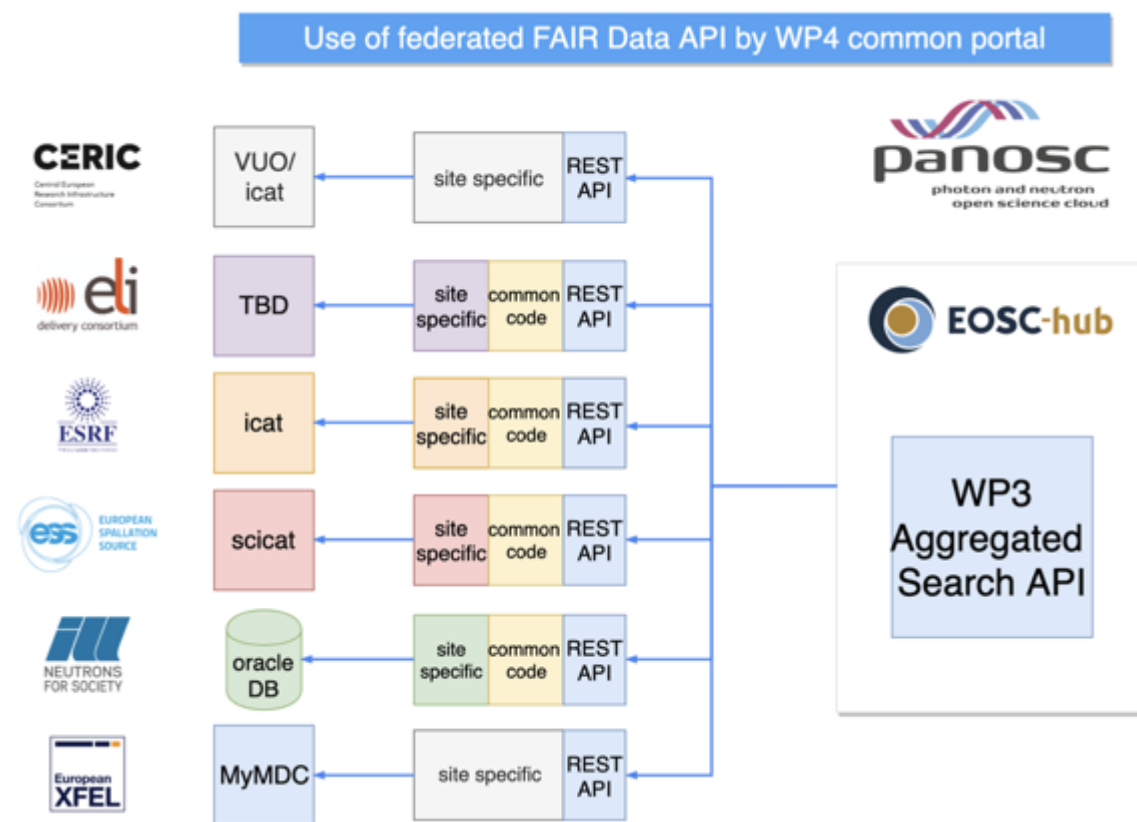 Use of federated FAIR Data API by WP4 common portal
CERIC
Central European
Research Infrastructure
Consortium
VUO/
icat
site specific
REST
API
panosc
photon and neutron
open science cloud
eli
delivery consortium
TBD
site
specific
common
code
REST
API
EOSC-hub
ESRF
icat
site
specific
common
code
REST
API
WP3
Aggregated
Search API
ess
EUROPEAN
SPALLATION
SOURCE
scicat
site
specific
common
code
REST
API
ill
NEUTRONS
FOR SOCIETY
oracle
DB
site
specific
common
code
REST
API
European
XFEL
MyMDC
site specific
REST
API